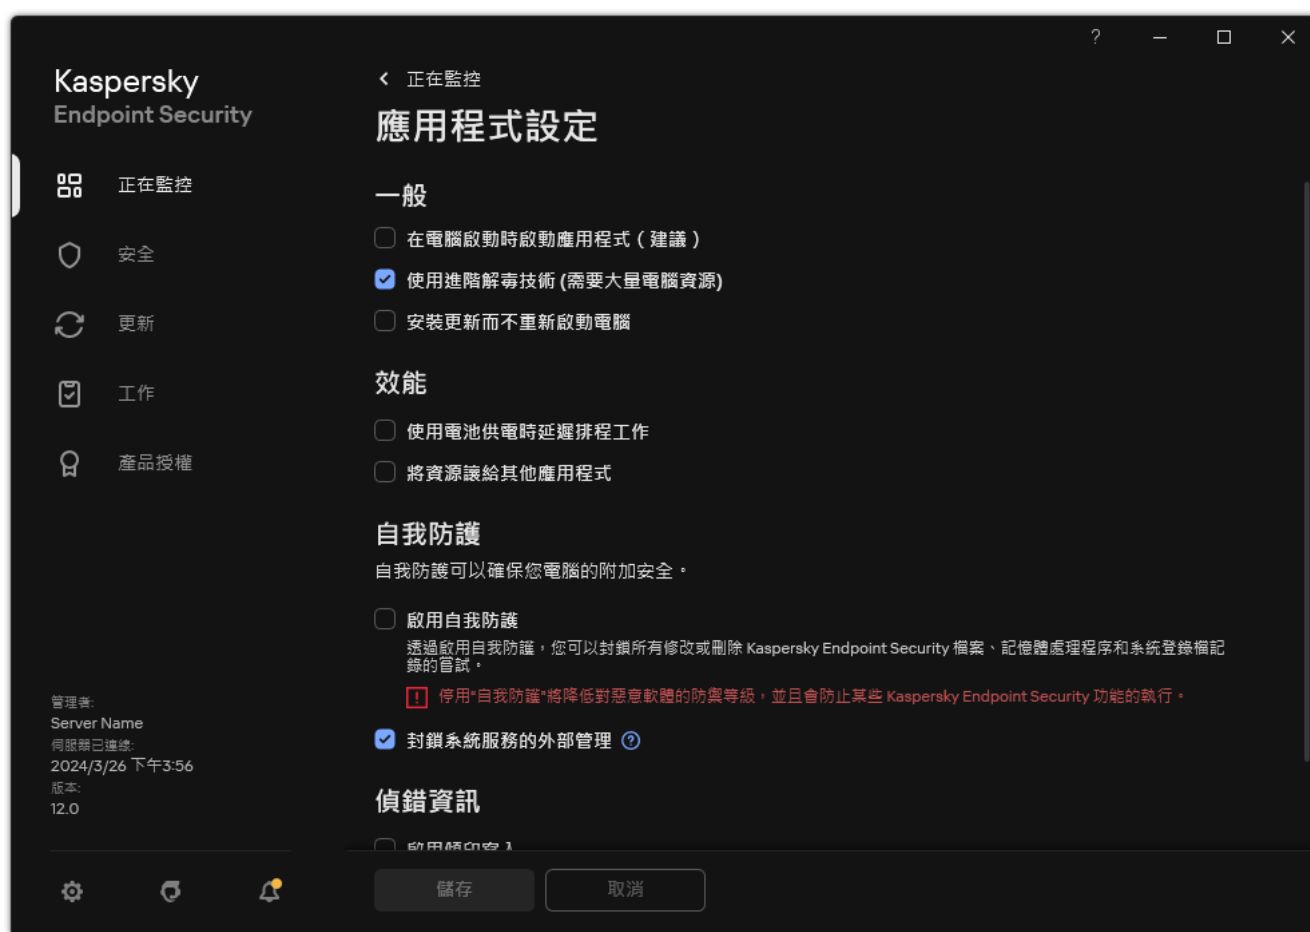 Kaspersky
Endpoint Security
正在監控
安全
更新
工作
產品授權
管理者:
Server Name
伺服器已連線:
2024/3/26 下午3:56
版本:
12.0
正在監控
應用程式設定
一般
在電腦啟動時啟動應用程式（建議）
使用進階解毒技術 (需要大量電腦資源)
安裝更新而不重新啟動電腦
效能
使用電池供電時延遲排程工作
將資源讓給其他應用程式
自我防護
自我防護可以確保您電腦的附加安全。
啟用自我防護
透過啟用自我防護，您可以封鎖所有修改或刪除 Kaspersky Endpoint Security 檔案、記憶體處理程序和系統登錄檔記
錄的嘗試。
停用"自我防護"將降低對惡意軟體的防禦等級，並且會防止某些 Kaspersky Endpoint Security 功能的執行。
封鎖系統服務的外部管理
偵錯資訊
啟用傾印寫入
儲存
取消